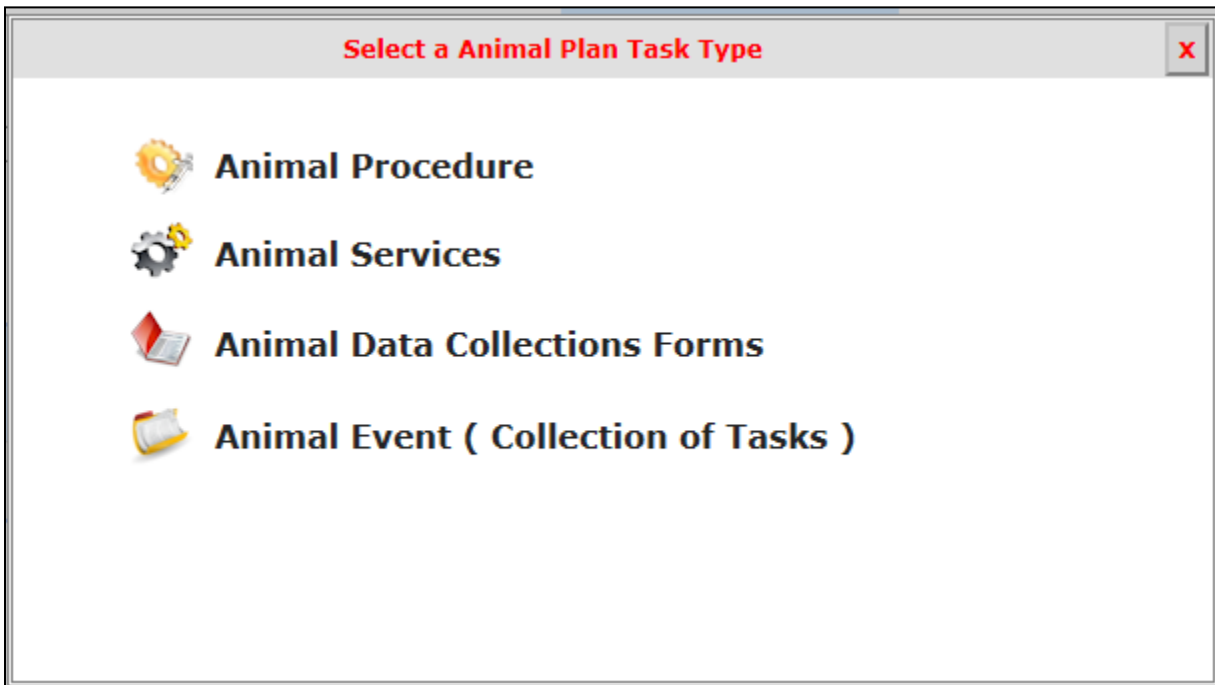 Select a Animal Plan Task Type
x
Animal Procedure
Animal Services
Animal Data Collections Forms
Animal Event ( Collection of Tasks )